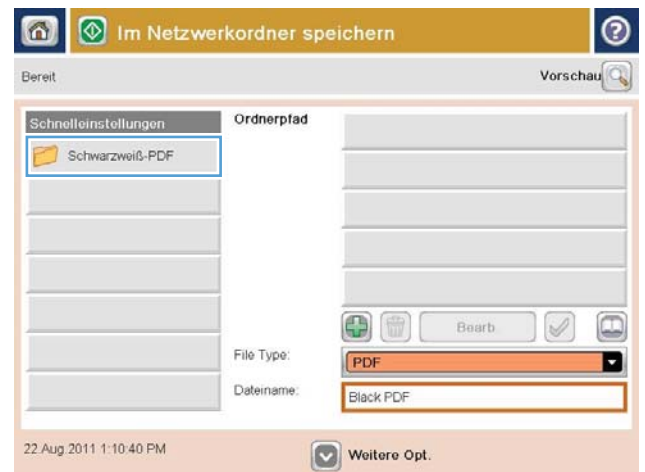 Im Netzwerkordner speichern
Bereit
Vorschau
Schnelleinstellungen
Schwarzweiß-PDF
Ordnerpfad
Bearb.
File Type:
PDF
Dateiname:
Black PDF
22.Aug.2011 1:10:40 PM
Weitere Opt.